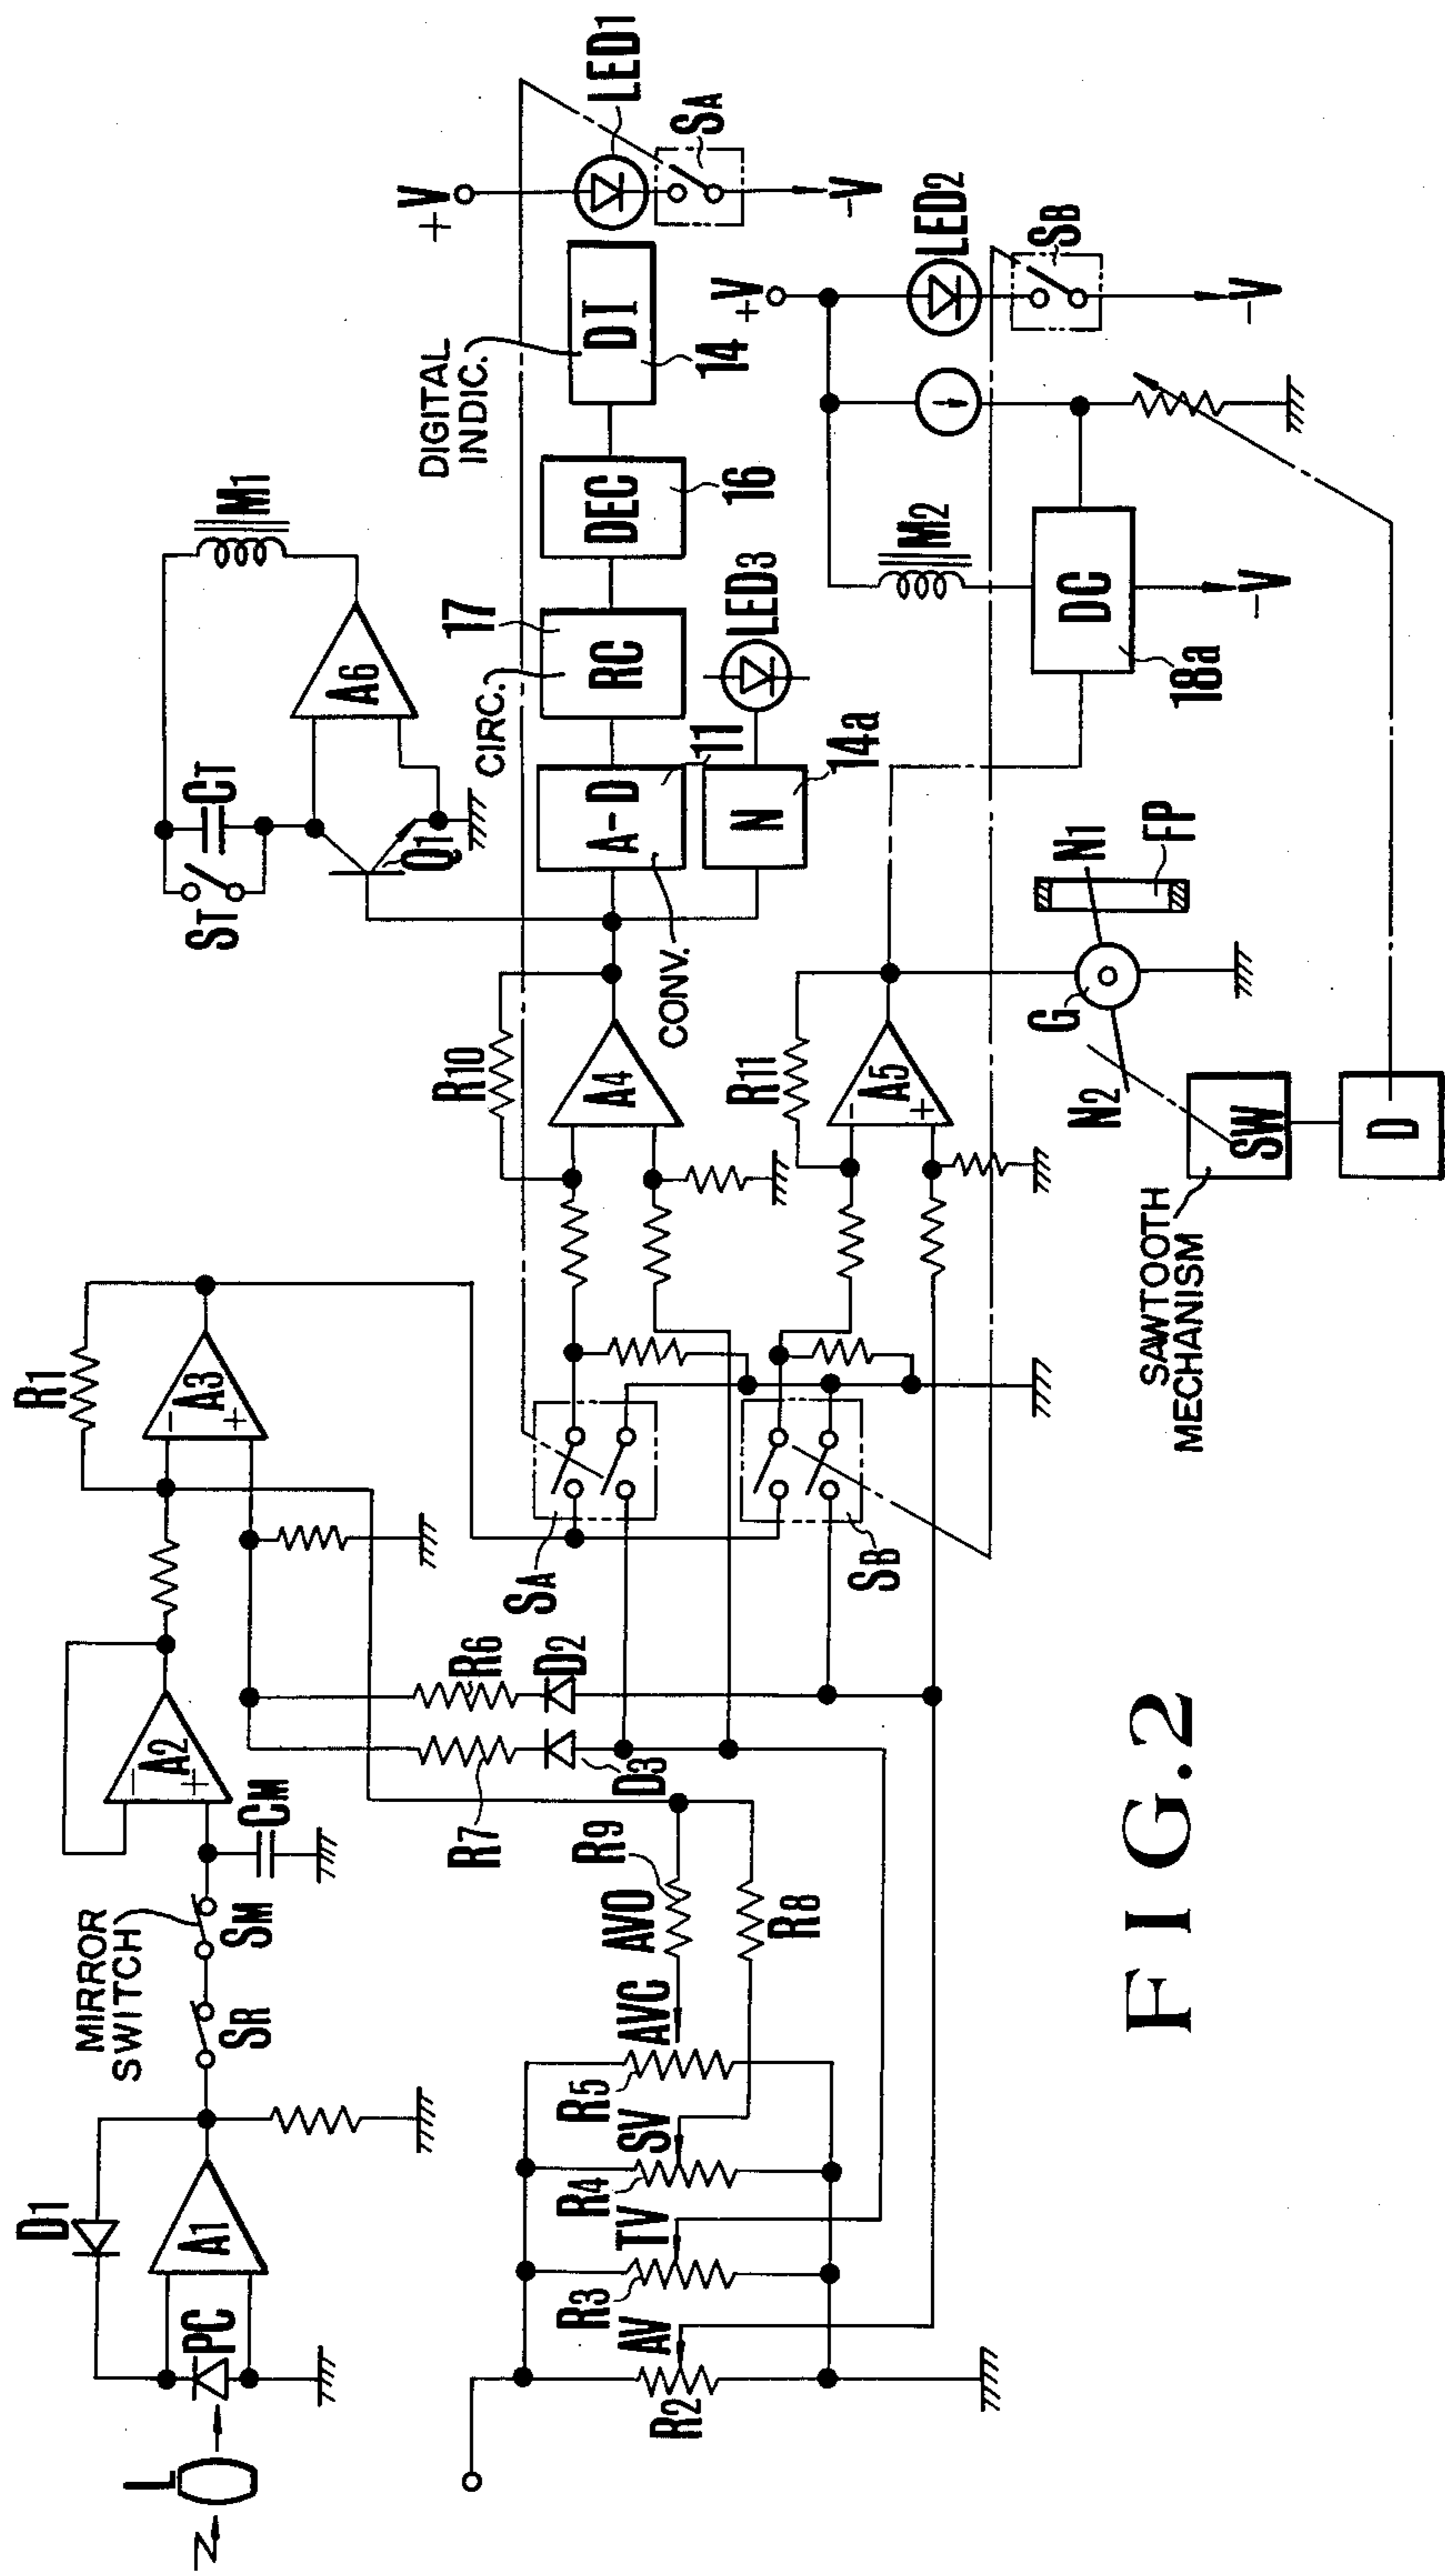 D1
A1
PC
L
MIRROR
SWITCH
SR
SM
A2
−
+
CM
R1
A3
−
+
ST
CT
Q1
A6
M1
R6
D2
R7
D3
SA
R10
A4
CONV.
A-D
11
CIRC.
17
RC
DEC
16
DIGITAL
INDIC.
DI
14
+V
LED1
SA
-V
N
14a
LED3
AVO
R9
R8
R5
AVC
R4
SV
R3
TV
R2
AV
SB
R11
A5
−
+
G
N1
N2
FP
M2
DC
18a
-V
+V
LED2
SB
-V
SAWTOOTH
MECHANISM
SW
D
FIG.2